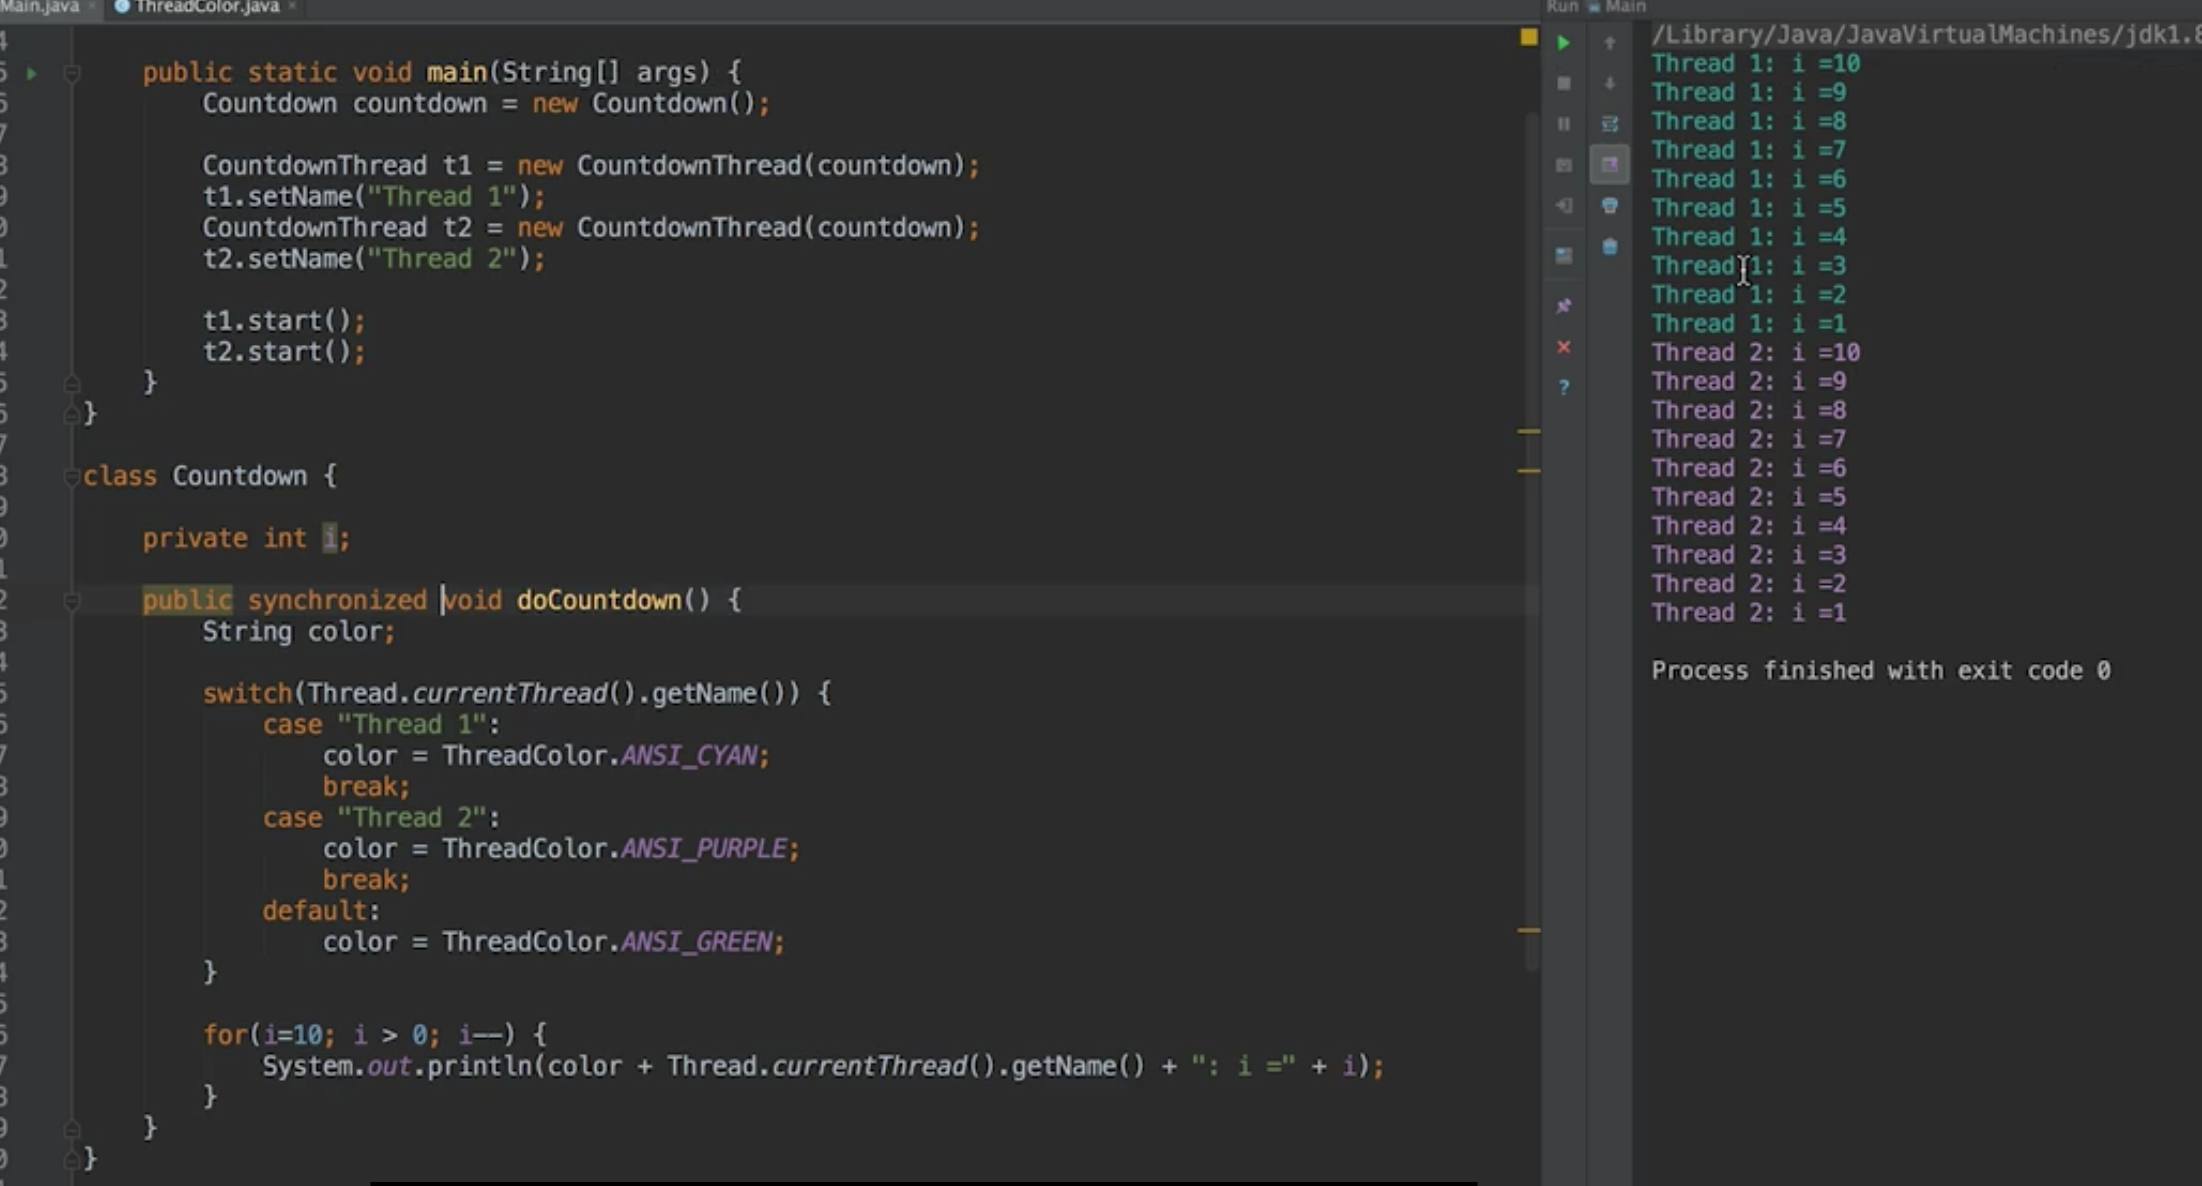 Main.java
ThreadColor.java
public static void main(String[] args) {
Countdown countdown = new Countdown();
CountdownThread t1 = new CountdownThread(countdown);
t1.setName("Thread 1");
CountdownThread t2 = new CountdownThread(countdown);
t2.setName("Thread 2");
t1.start();
t2.start();
}
}
class Countdown {
private int i;
public synchronized void doCountdown() {
String color;
switch(Thread.currentThread().getName()) {
case "Thread 1":
color = ThreadColor.ANSI_CYAN;
break;
case "Thread 2":
color = ThreadColor.ANSI_PURPLE;
break;
default:
color = ThreadColor.ANSI_GREEN;
}
for(i=10; i > 0; i--) {
System.out.println(color + Thread.currentThread().getName() + ": i =" + i);
}
}
}
Run Main
/Library/Java/JavaVirtualMachines/jdk1.8
Thread 1: i =10
Thread 1: i =9
Thread 1: i =8
Thread 1: i =7
Thread 1: i =6
Thread 1: i =5
Thread 1: i =4
Thread 1: i =3
Thread 1: i =2
Thread 1: i =1
Thread 2: i =10
Thread 2: i =9
Thread 2: i =8
Thread 2: i =7
Thread 2: i =6
Thread 2: i =5
Thread 2: i =4
Thread 2: i =3
Thread 2: i =2
Thread 2: i =1
Process finished with exit code 0